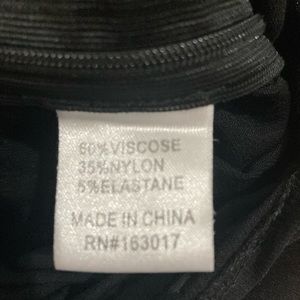 60%VISCOSE
35%NYLON
5%ELASTANE
MADE IN CHINA
RN#163017